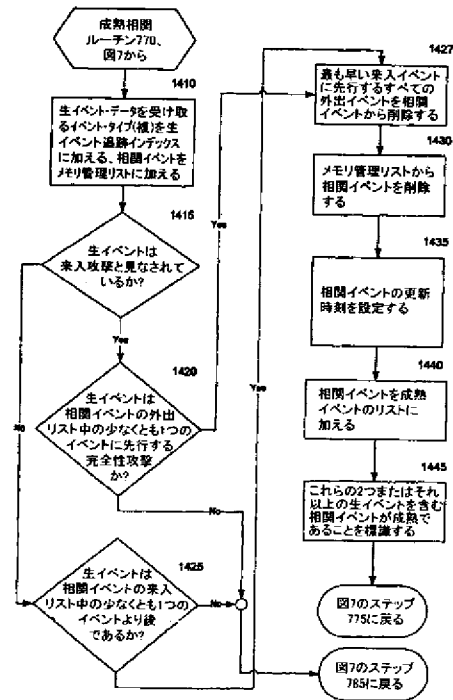 成熟相関
ルーチン770、
図7から
1410
生イベント・データを受け取
るイベント・タイプ(複)を生
イベント追跡インデックス
に加える、相関イベントを
メモリ管理リストに加える
1415
生イベントは
来入攻撃と見なされて
いるか?
Yes
No
1420
生イベントは
相関イベントの外出
リスト中の少なくとも1つの
イベントに先行する
完全性攻撃
か?
Yes
No
1425
生イベントは
相関イベントの来入
リスト中の少なくとも1つの
イベントより後
であるか?
No
Yes
1427
最も早い来入イベント
に先行するすべての
外出イベントを相関
イベントから削除する
1430
メモリ管理リストから
相関イベントを削除
する
1435
相関イベントの更新
時刻を設定する
1440
相関イベントを成熟
イベントのリストに
加える
1445
これらの2つまたはそれ
以上の生イベントを含む
相関イベントが成熟で
あることを標識する
図7のステップ
775に戻る
図7のステップ
785に戻る